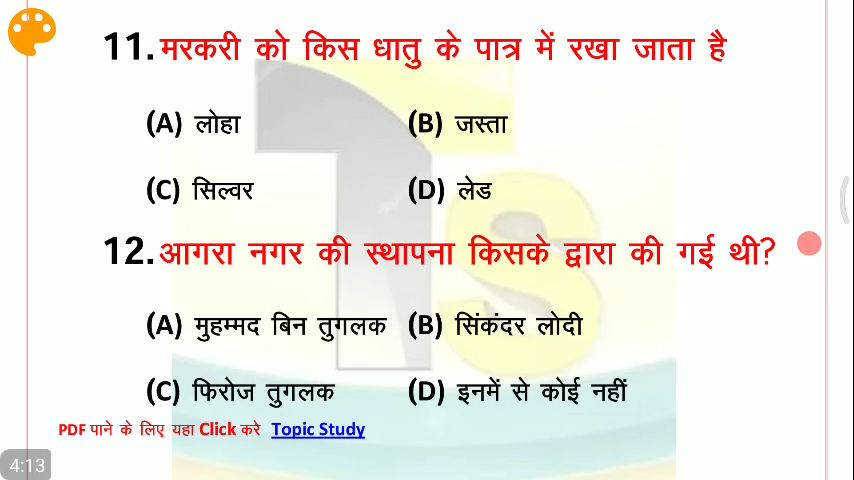 11. मरकरी को किस धातु के पात्र में रखा जाता है
(A) लोहा (B) जस्ता
(C) सिल्वर (D) लेड
12. आगरा नगर की स्थापना किसके द्वारा की गई थी?
(A) मुहम्मद बिन तुगलक (B) सिंकंदर लोदी
(C) फिरोज तुगलक (D) इनमें से कोई नहीं
PDF पाने के लिए यहा Click करे Topic Study
4:13